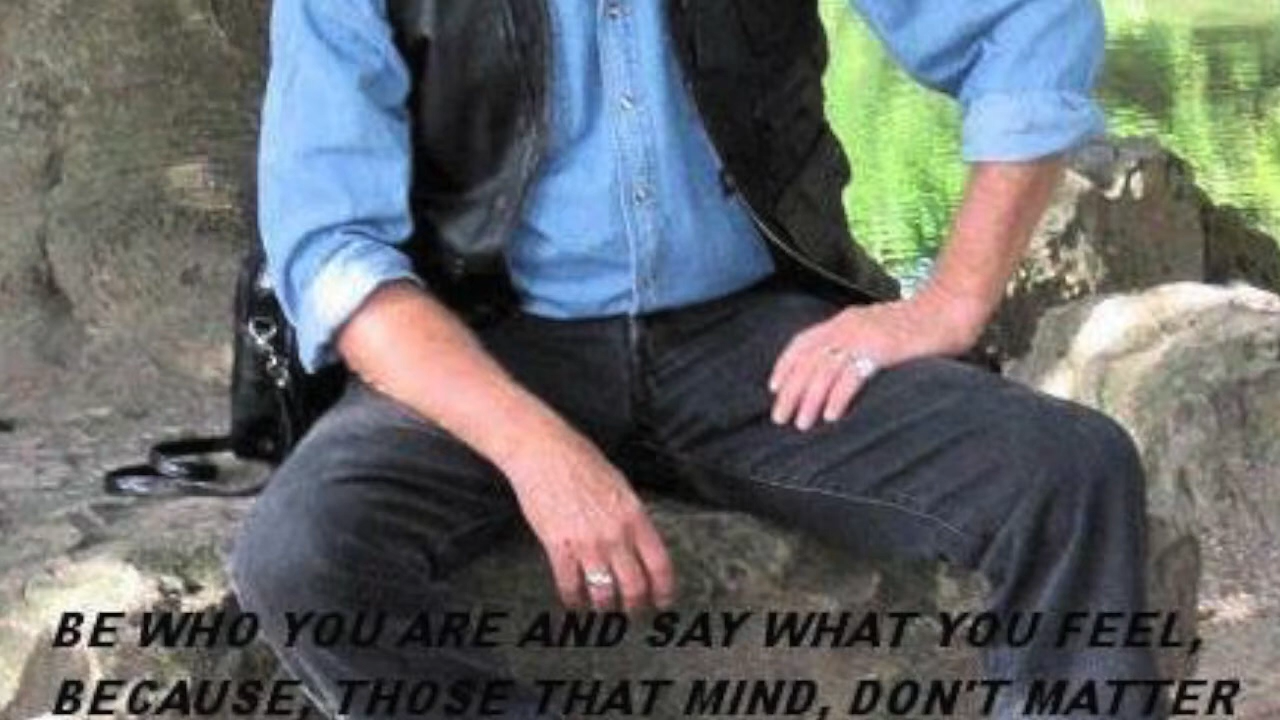 BE WHO YOU ARE AND SAY WHAT YOU FEEL,
BECAUSE, THOSE THAT MIND, DON'T MATTER